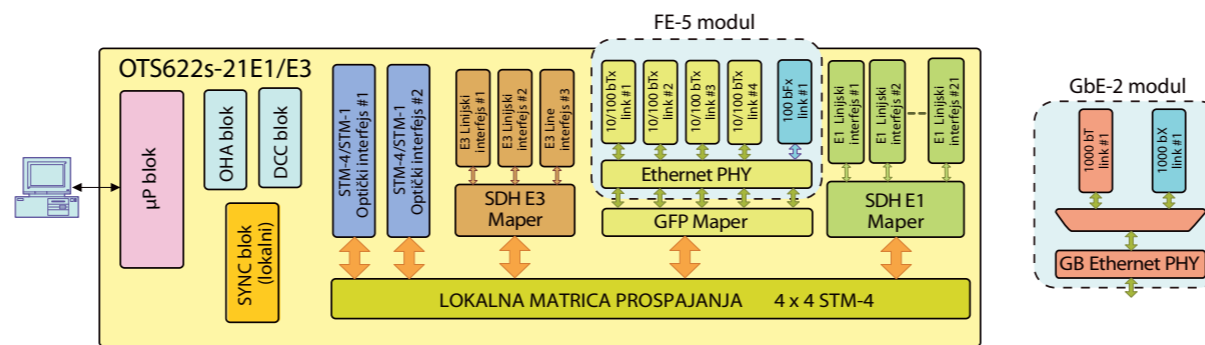 FE-5 modul
OTS622s-21E1/E3
µP blok
OHA blok
DCC blok
SYNC blok
(lokalni)
STM-4/STM-1
Optički interfejs #1
STM-4/STM-1
Optički interfejs #2
E3 Linijski
interfejs #1
E3 Linijski
interfejs #2
E3 Line
interfejs #3
SDH E3
Maper
10/100 bTx
link #1
10/100 bTx
link #2
10/100 bTx
link #3
10/100 bTx
link #4
100 bFx
link #1
Ethernet PHY
GFP Maper
E1 Linijski
interfejs #1
E1 Linijski
interfejs #2
E1 Linijski
interfejs #21
SDH E1
Maper
LOKALNA MATRICA PROSPAJANJA 4 x 4 STM-4
GbE-2 modul
1000 bT
link #1
1000 bX
link #1
GB Ethernet PHY